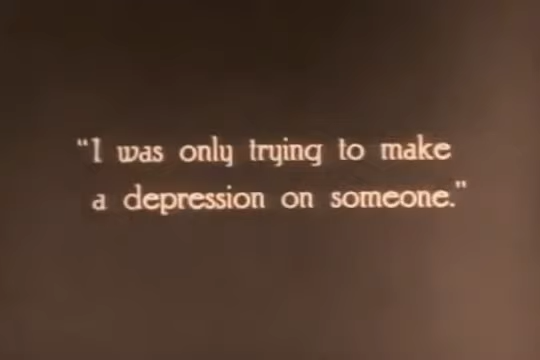 "I was only trying to make
a depression on someone."